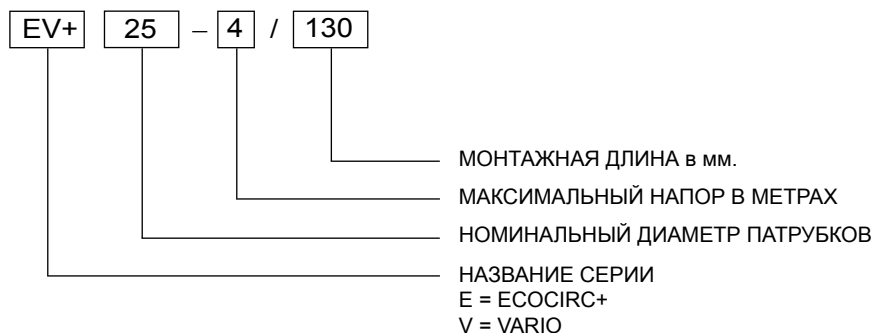 EV+ 25 – 4 / 130
МОНТАЖНАЯ ДЛИНА в мм.
МАКСИМАЛЬНЫЙ НАПОР В МЕТРАХ
НОМИНАЛЬНЫЙ ДИАМЕТР ПАТРУБКОВ
НАЗВАНИЕ СЕРИИ
E = ECOCIRC+
V = VARIO